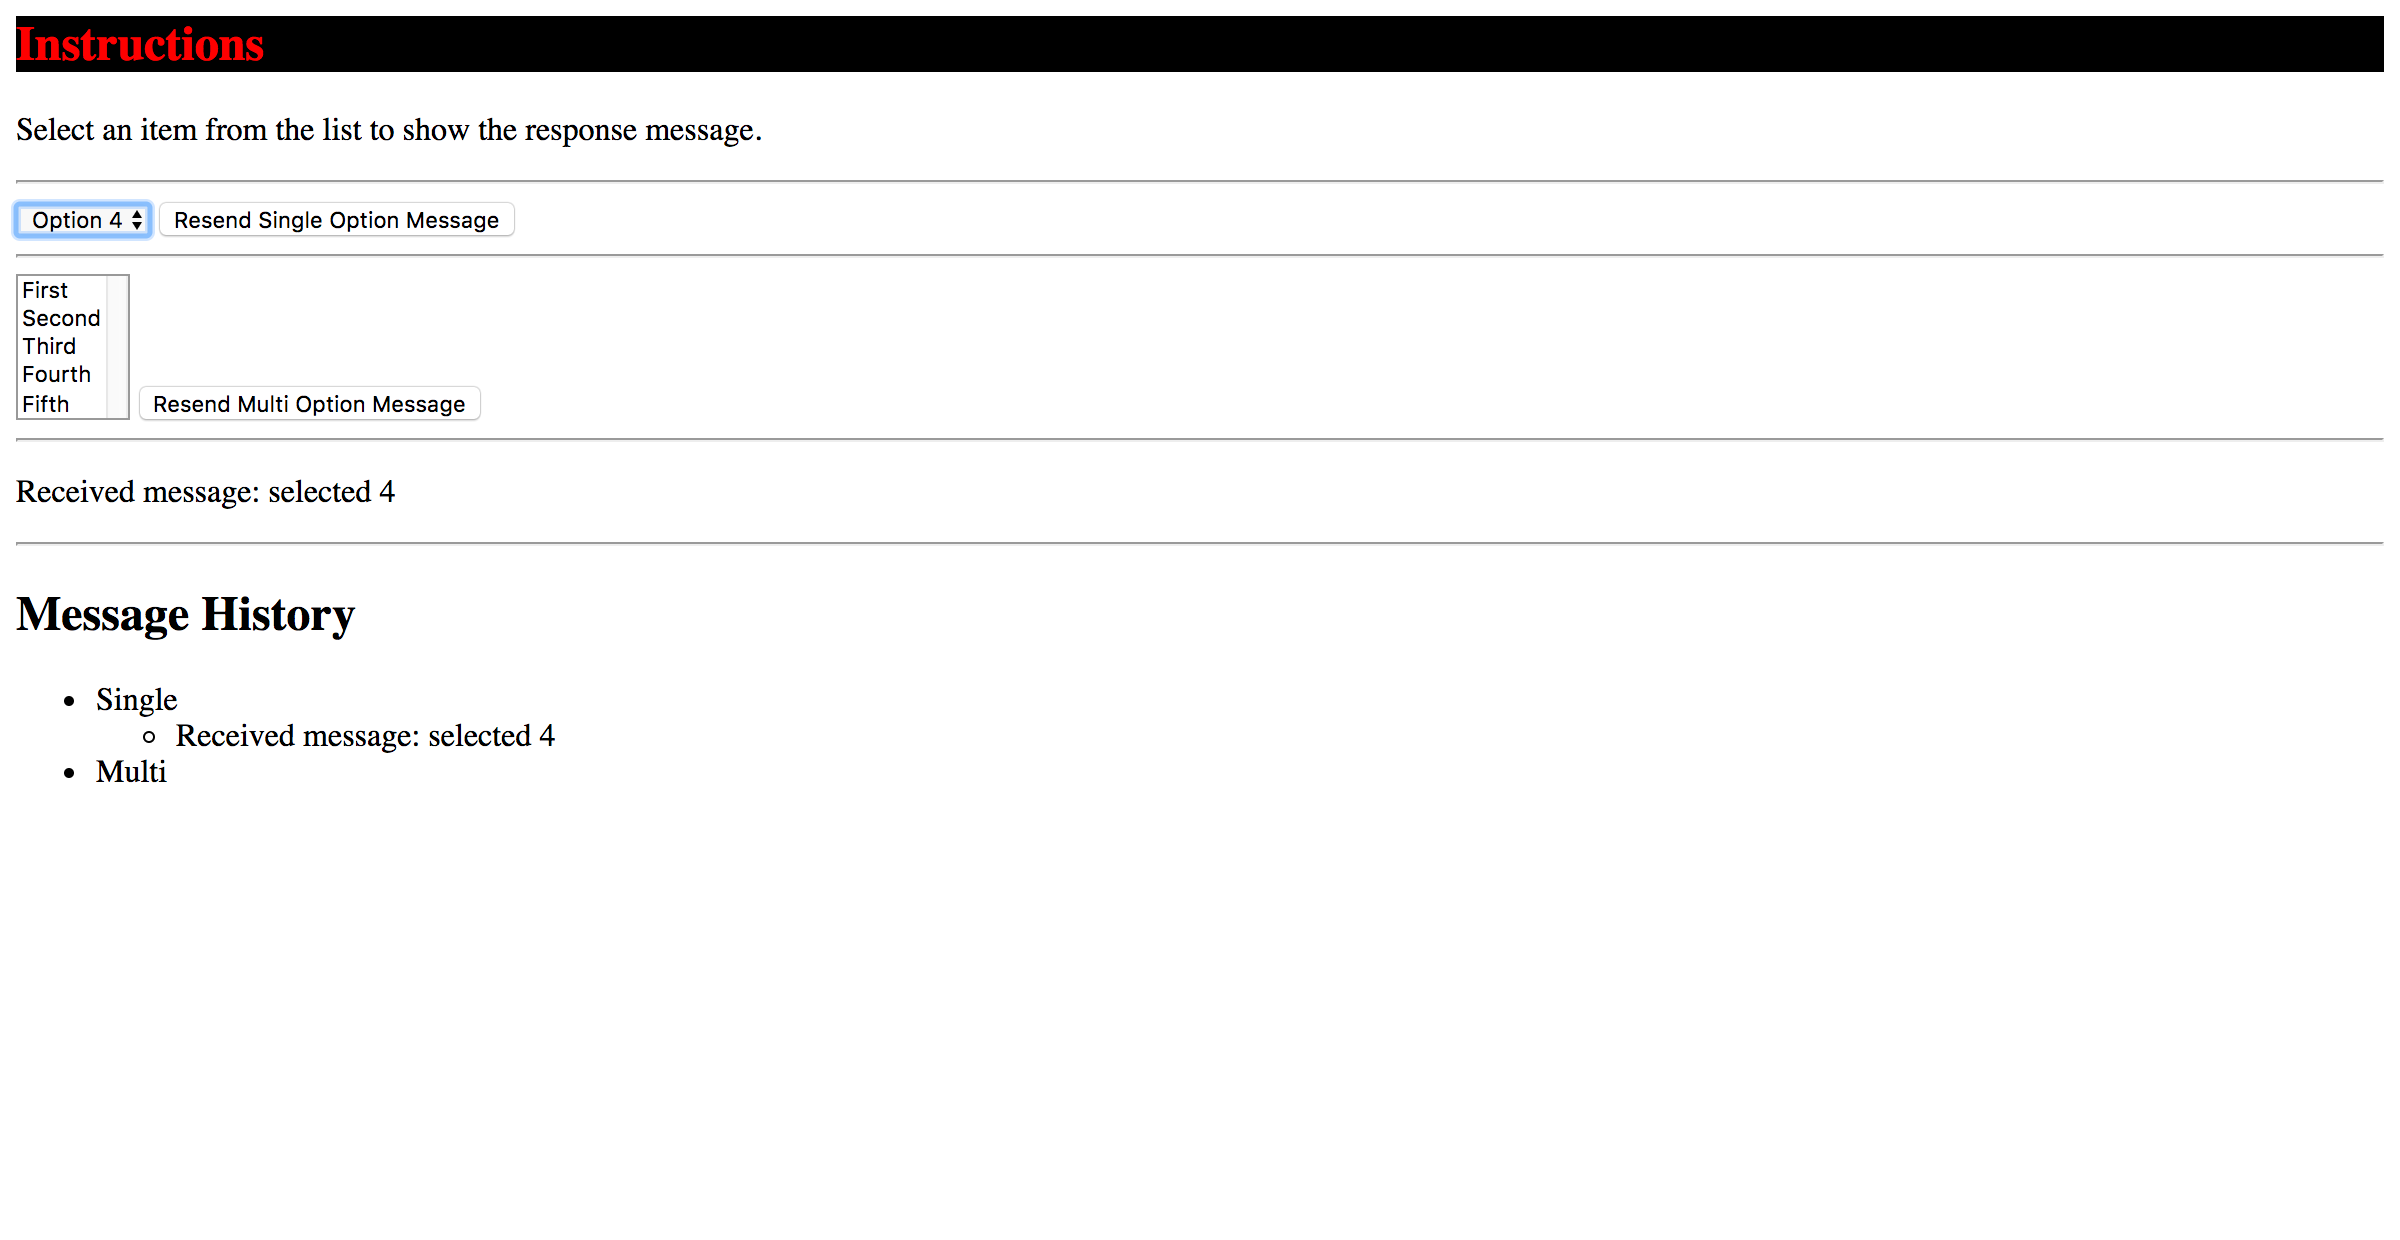 Instructions
Select an item from the list to show the response message.
Option 4 Resend Single Option Message
First
Second
Third
Fourth
Fifth Resend Multi Option Message
Received message: selected 4
Message History
Single
Received message: selected 4
Multi